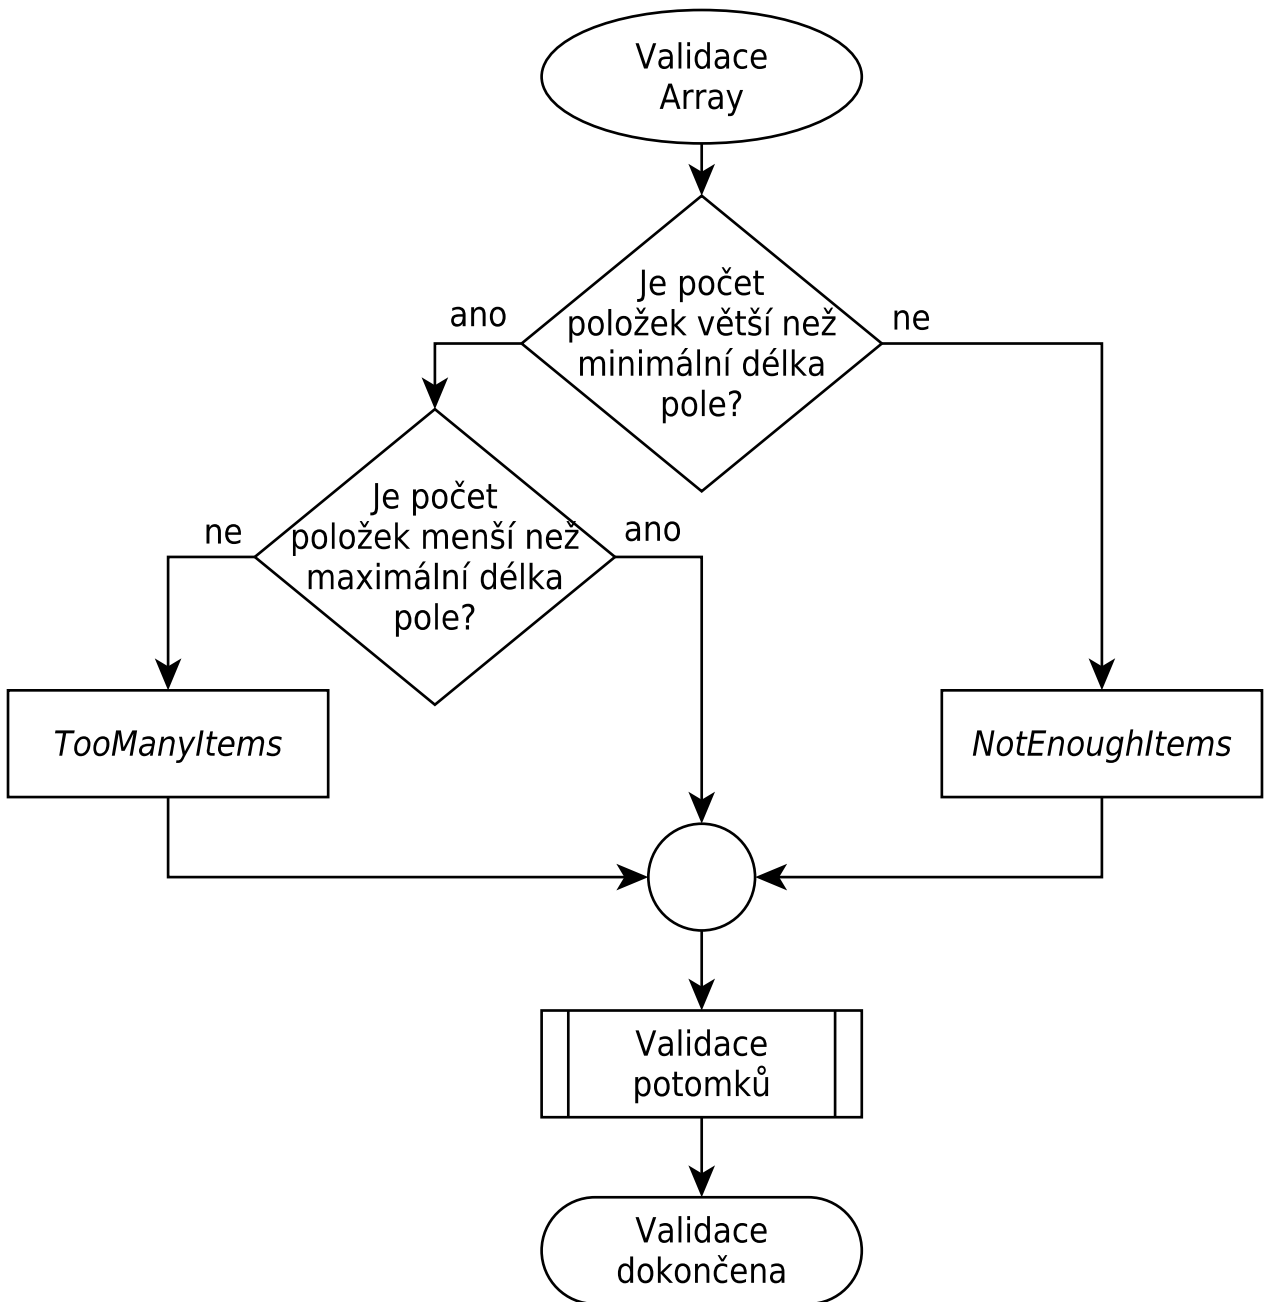 Validace
Array
Je počet
položek větší než
minimální délka
pole?
ano
ne
Je počet
položek menší než
maximální délka
pole?
ne
ano
TooManyItems
NotEnoughItems
Validace
potomků
Validace
dokončena